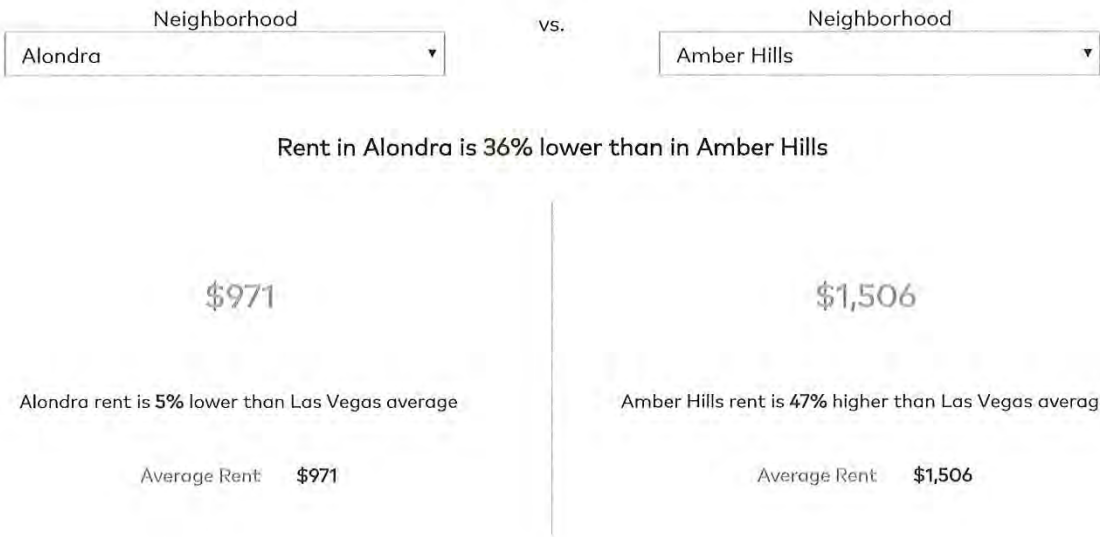 Neighborhood vs. Neighborhood
Alondra Amber Hills
Rent in Alondra is 36% lower than in Amber Hills
$971 $1,506
Alondra rent is 5% lower than Las Vegas average
Amber Hills rent is 47% higher than Las Vegas averag
Average Rent $971
Average Rent $1,506